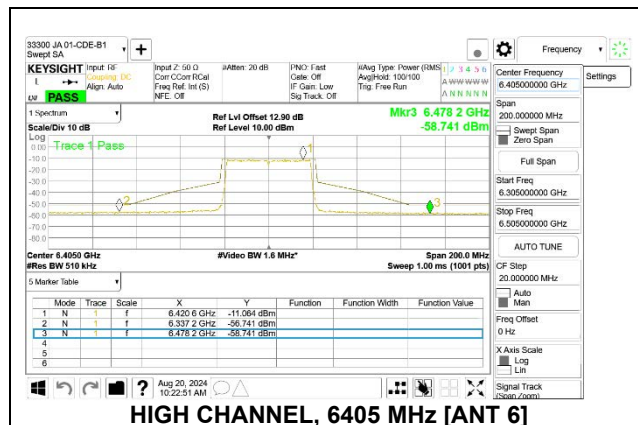 33300 JA 01-CDE-B1
Swept SA
Frequency
KEYSIGHT
Input: RF
Coupling: DC
Align: Auto
Input Z: 50 Ω
Corr CCorr RCal
Freq Ref: Int (S)
NFE: Off
#Atten: 20 dB
PNO: Fast
Gate: Off
IF Gain: Low
Sig Track: Off
#Avg Type: Power (RMS
Avg|Hold: 100/100
Trig: Free Run
1 2 3 4 5 6
A W W W W W
A N N N N N
PASS
1 Spectrum
Scale/Div 10 dB
Ref Lvl Offset 12.90 dB
Ref Level 10.00 dBm
Mkr3 6.478 2 GHz
-58.741 dBm
Log
Trace 1 Pass
0.00
-10.0
-20.0
-30.0
-40.0
-50.0
-60.0
-70.0
-80.0
1
2
3
Center 6.4050 GHz
#Res BW 510 kHz
#Video BW 1.6 MHz*
Span 200.0 MHz
Sweep 1.00 ms (1001 pts)
5 Marker Table
Mode Trace Scale X Y Function Function Width Function Value
1 N 1 f 6.420 6 GHz -11.064 dBm
2 N 1 f 6.337 2 GHz -56.741 dBm
3 N 1 f 6.478 2 GHz -58.741 dBm
4
5
6
Aug 20, 2024
10:22:51 AM
Center Frequency
6.405000000 GHz
Settings
Span
200.000000 MHz
Swept Span
Zero Span
Full Span
Start Freq
6.305000000 GHz
Stop Freq
6.505000000 GHz
AUTO TUNE
CF Step
20.000000 MHz
Auto
Man
Freq Offset
0 Hz
X Axis Scale
Log
Lin
Signal Track
(Span Zoom)
HIGH CHANNEL, 6405 MHz [ANT 6]